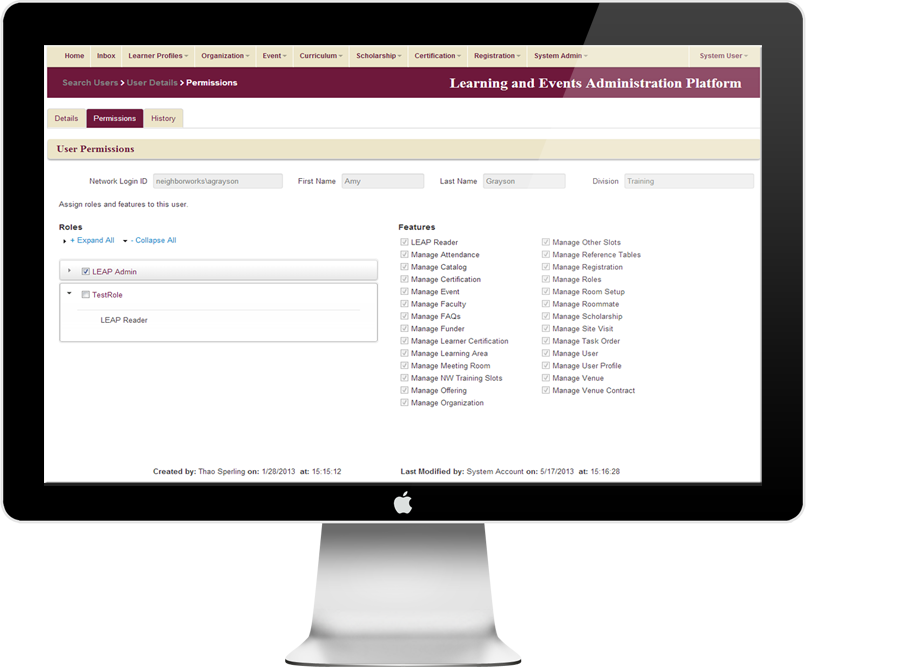 Home Inbox Learner Profiles Organization Event Curriculum Scholarship Certification Registration System Admin System User
Search Users > User Details > Permissions
Learning and Events Administration Platform
Details Permissions History
User Permissions
Network Login ID neighborworks\agrayson First Name Amy Last Name Grayson Division Training
Assign roles and features to this user.
Roles
+ Expand All - Collapse All
LEAP Admin
TestRole
LEAP Reader
Features
LEAP Reader
Manage Attendance
Manage Catalog
Manage Certification
Manage Event
Manage Faculty
Manage FAQs
Manage Funder
Manage Learner Certification
Manage Learning Area
Manage Meeting Room
Manage NW Training Slots
Manage Offering
Manage Organization
Manage Other Slots
Manage Reference Tables
Manage Registration
Manage Roles
Manage Room Setup
Manage Roommate
Manage Scholarship
Manage Site Visit
Manage Task Order
Manage User
Manage User Profile
Manage Venue
Manage Venue Contract
Created by: Thao Sperling on: 1/28/2013 at: 15:15:12
Last Modified by: System Account on: 5/17/2013 at: 15:16:28